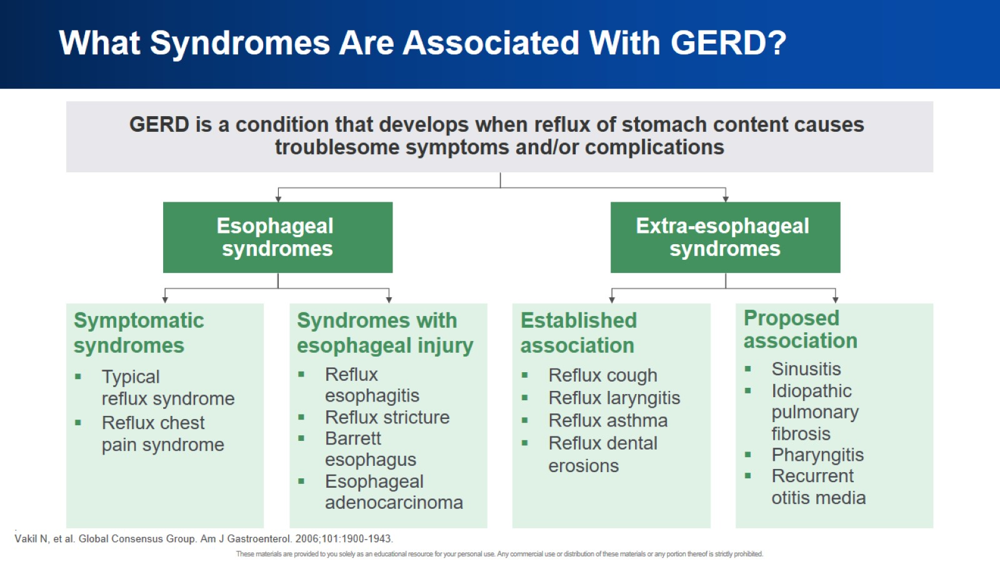 What Syndromes Are Associated With GERD?
GERD is a condition that develops when reflux of stomach content causes
troublesome symptoms and/or complications
Esophageal
syndromes
Extra-esophageal
syndromes
Symptomatic
syndromes
▪ Typical
reflux syndrome
▪ Reflux chest
pain syndrome
Syndromes with
esophageal injury
▪ Reflux
esophagitis
▪ Reflux stricture
▪ Barrett
esophagus
▪ Esophageal
adenocarcinoma
Established
association
▪ Reflux cough
▪ Reflux laryngitis
▪ Reflux asthma
▪ Reflux dental
erosions
Proposed
association
▪ Sinusitis
▪ Idiopathic
pulmonary
fibrosis
▪ Pharyngitis
▪ Recurrent
otitis media
.
Vakil N, et al. Global Consensus Group. Am J Gastroenterol. 2006;101:1900-1943.
These materials are provided to you solely as an educational resource for your personal use. Any commercial use or distribution of these materials or any portion thereof is strictly prohibited.